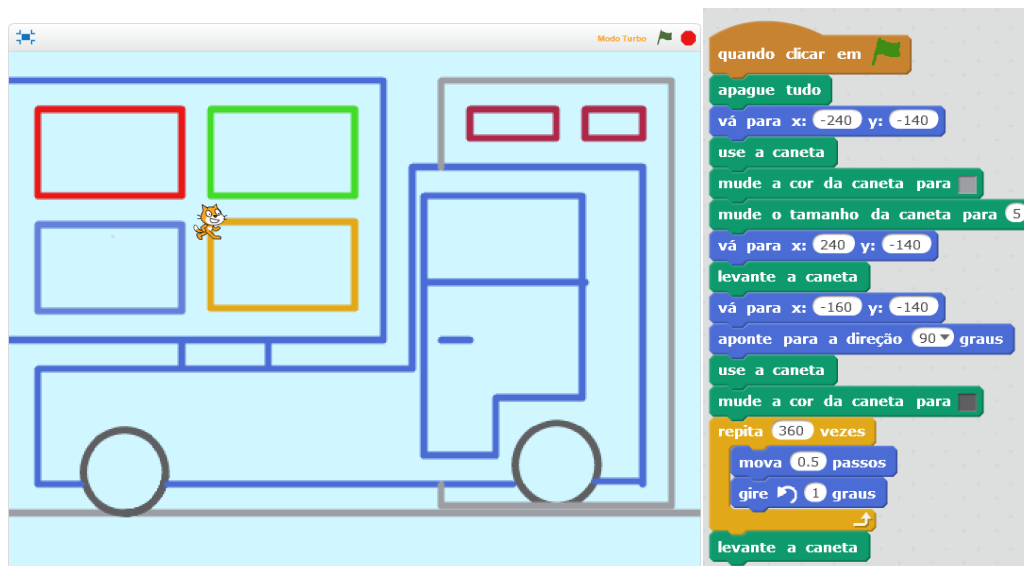 Modo Turbo
quando clicar em
apague tudo
vá para x: -240 y: -140
use a caneta
mude a cor da caneta para
mude o tamanho da caneta para 5
vá para x: 240 y: -140
levante a caneta
vá para x: -160 y: -140
aponte para a direção 90 graus
use a caneta
mude a cor da caneta para
repita 360 vezes
mova 0.5 passos
gire 1 graus
levante a caneta